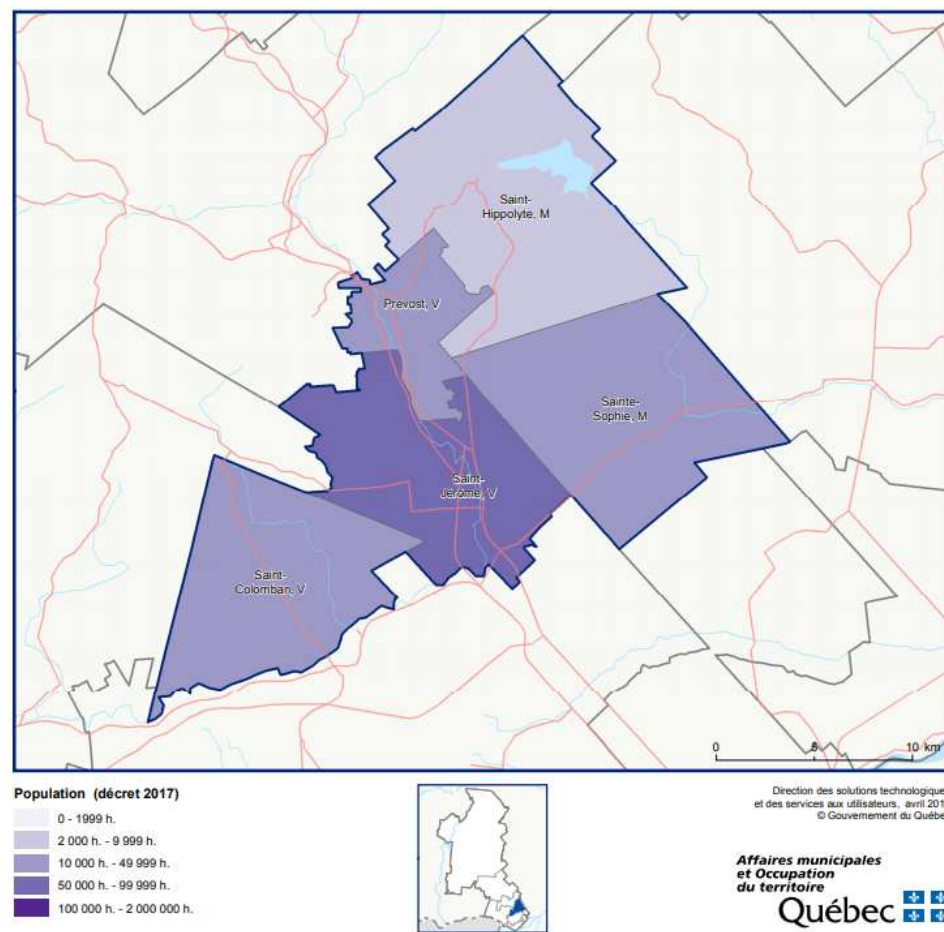 Saint-
Hippolyte, M
Prévost, V
Sainte-
Sophie, M
Saint-
Jérôme, V
Saint-
Colomban, V
0 5 10 km
Population (décret 2017)
0 - 1999 h.
2 000 h. - 9 999 h.
10 000 h. - 49 999 h.
50 000 h. - 99 999 h.
100 000 h. - 2 000 000 h.
Direction des solutions technologique
et des services aux utilisateurs, avril 201
© Gouvernement du Québe
Affaires municipales
et Occupation
du territoire
Québec